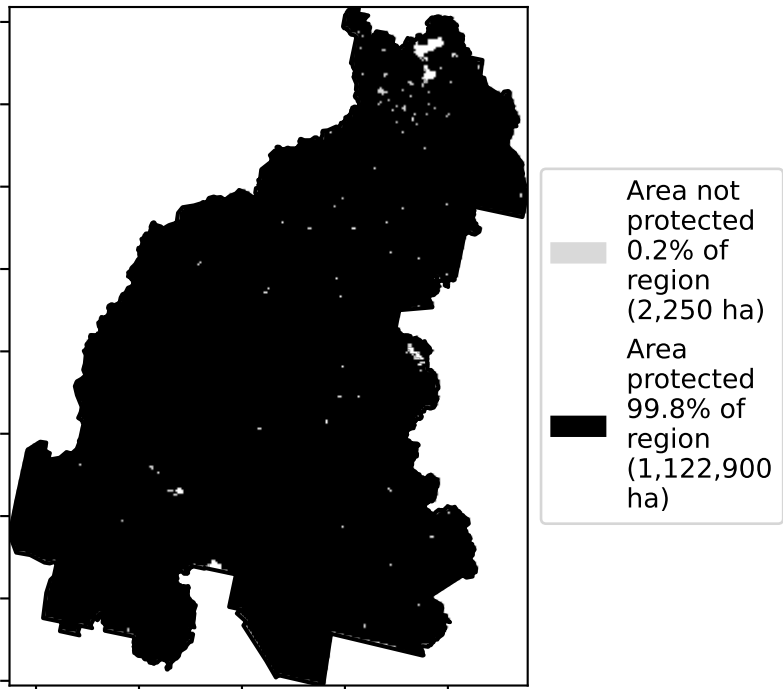 Area not
protected
0.2% of
region
(2,250 ha)
Area
protected
99.8% of
region
(1,122,900
ha)